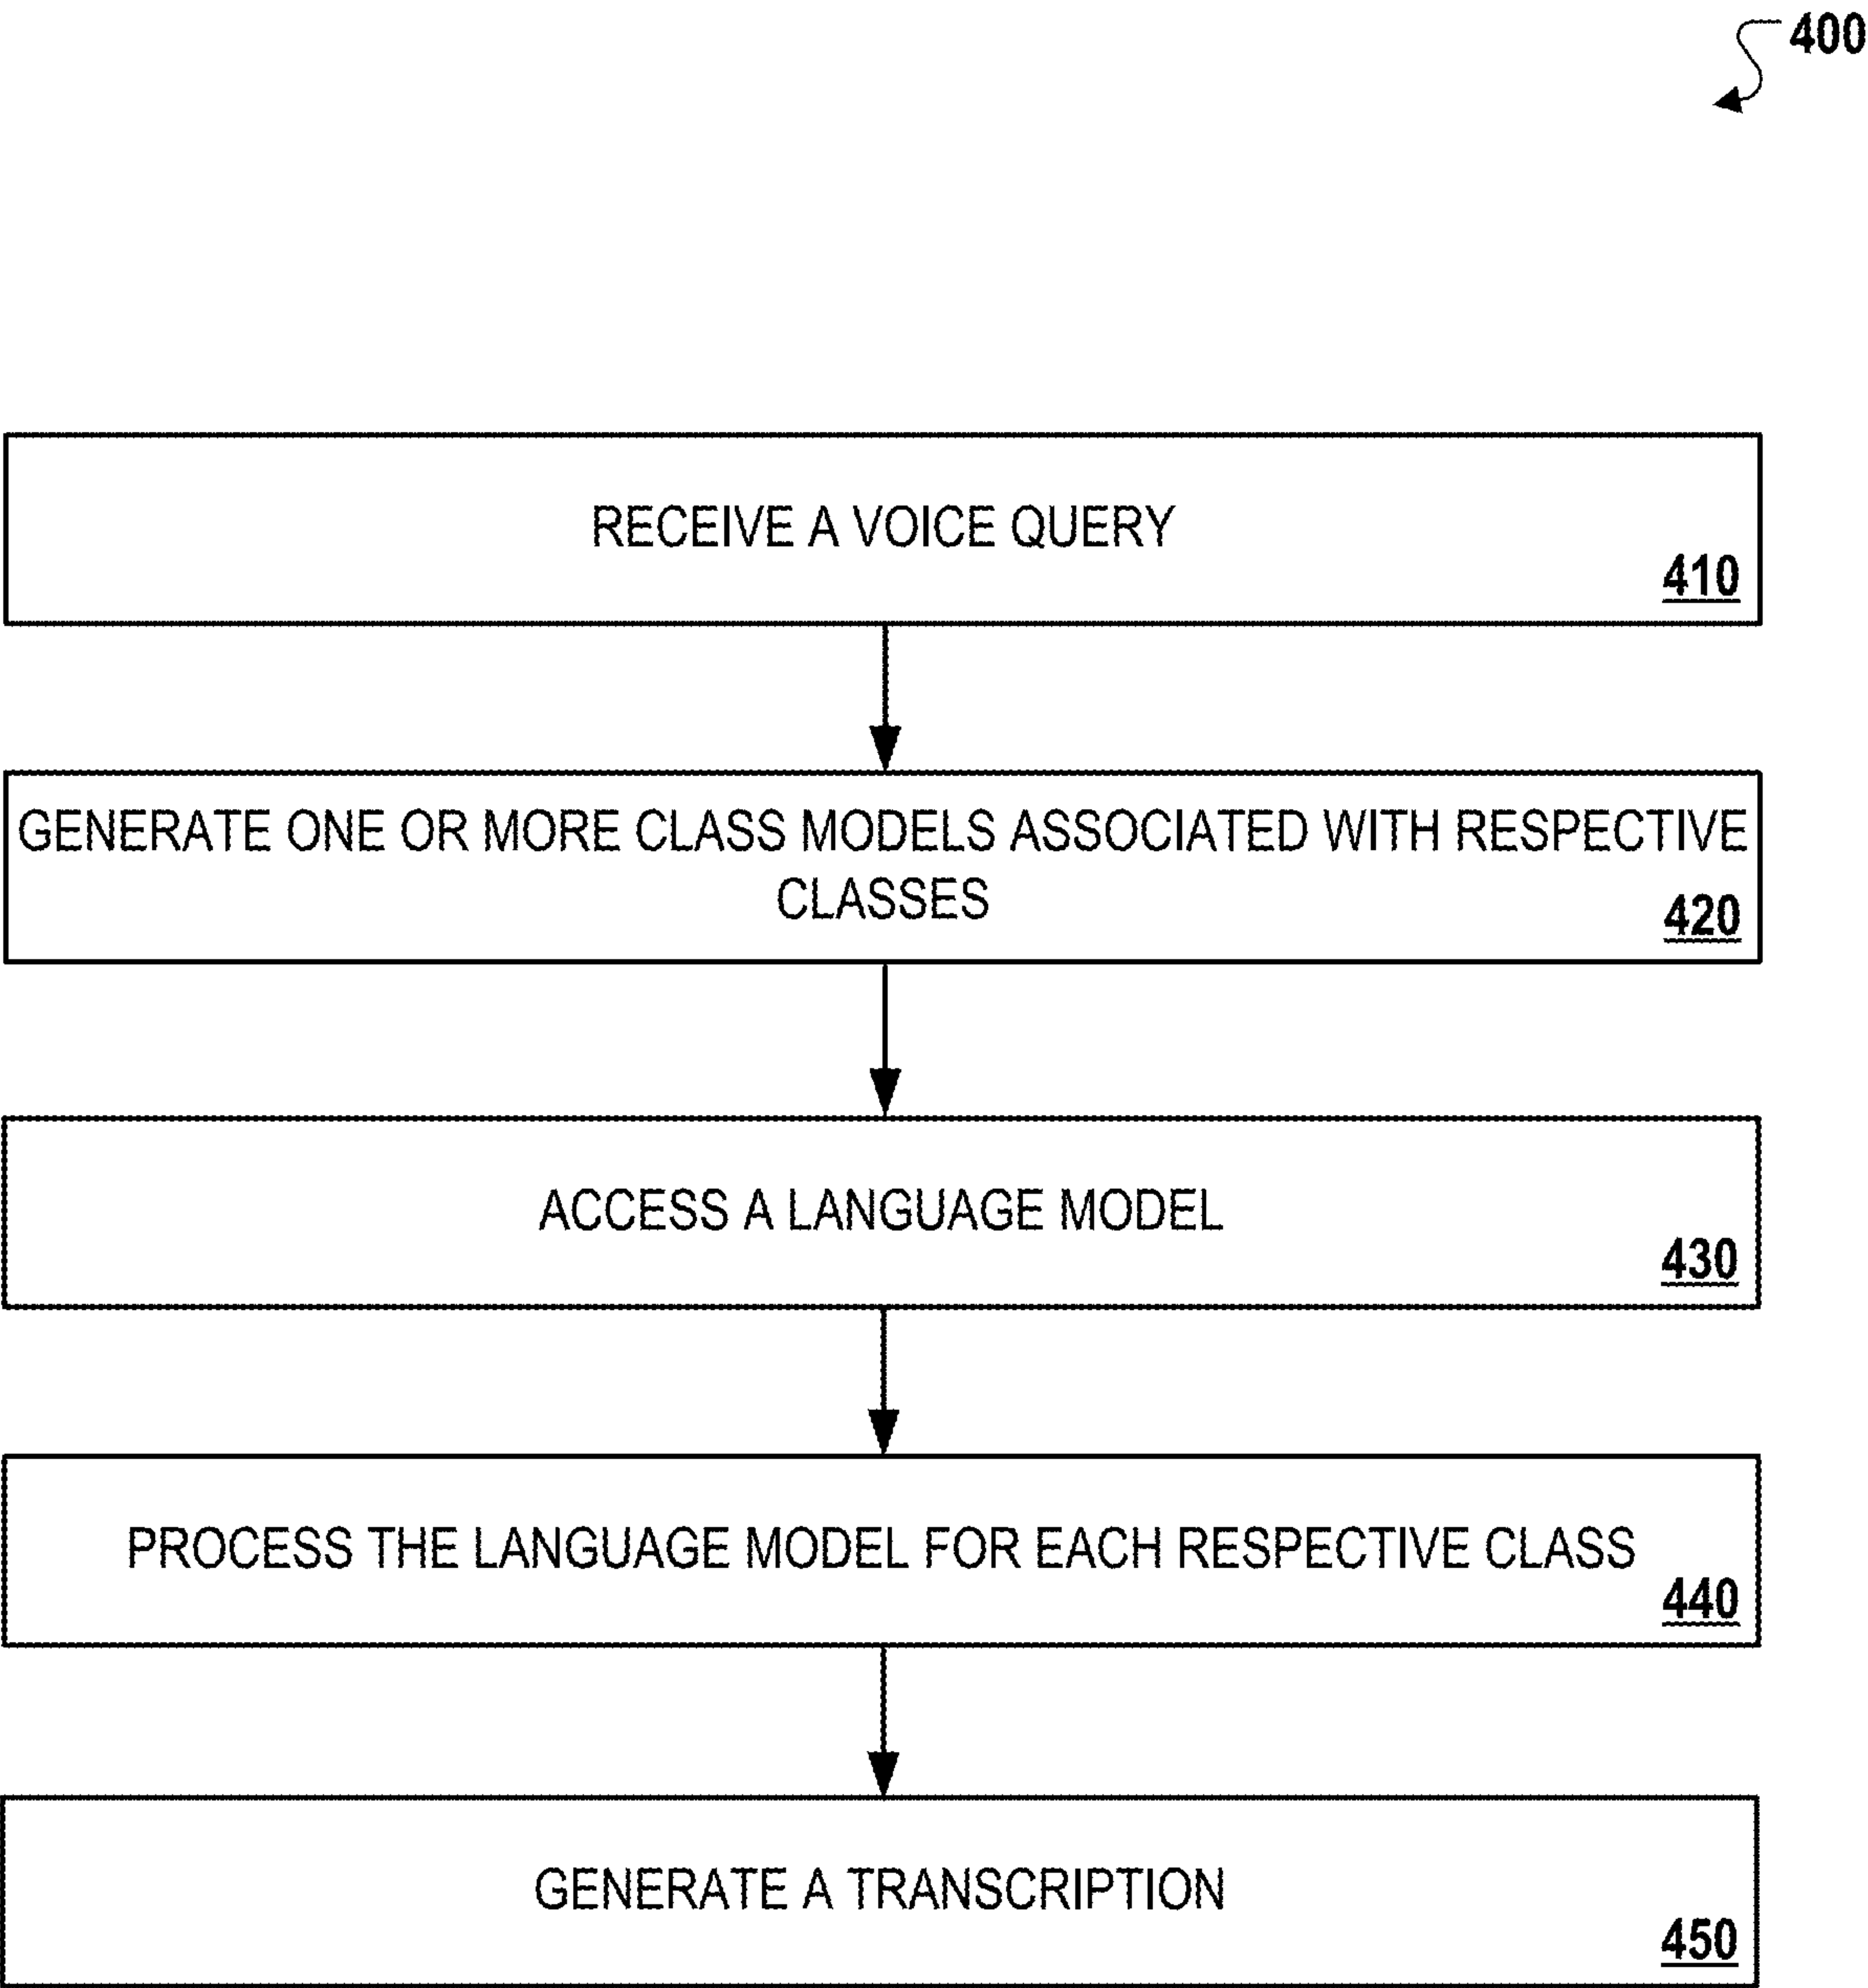 400
RECEIVE A VOICE QUERY
410
GENERATE ONE OR MORE CLASS MODELS ASSOCIATED WITH RESPECTIVE
CLASSES
420
ACCESS A LANGUAGE MODEL
430
PROCESS THE LANGUAGE MODEL FOR EACH RESPECTIVE CLASS
440
GENERATE A TRANSCRIPTION
450